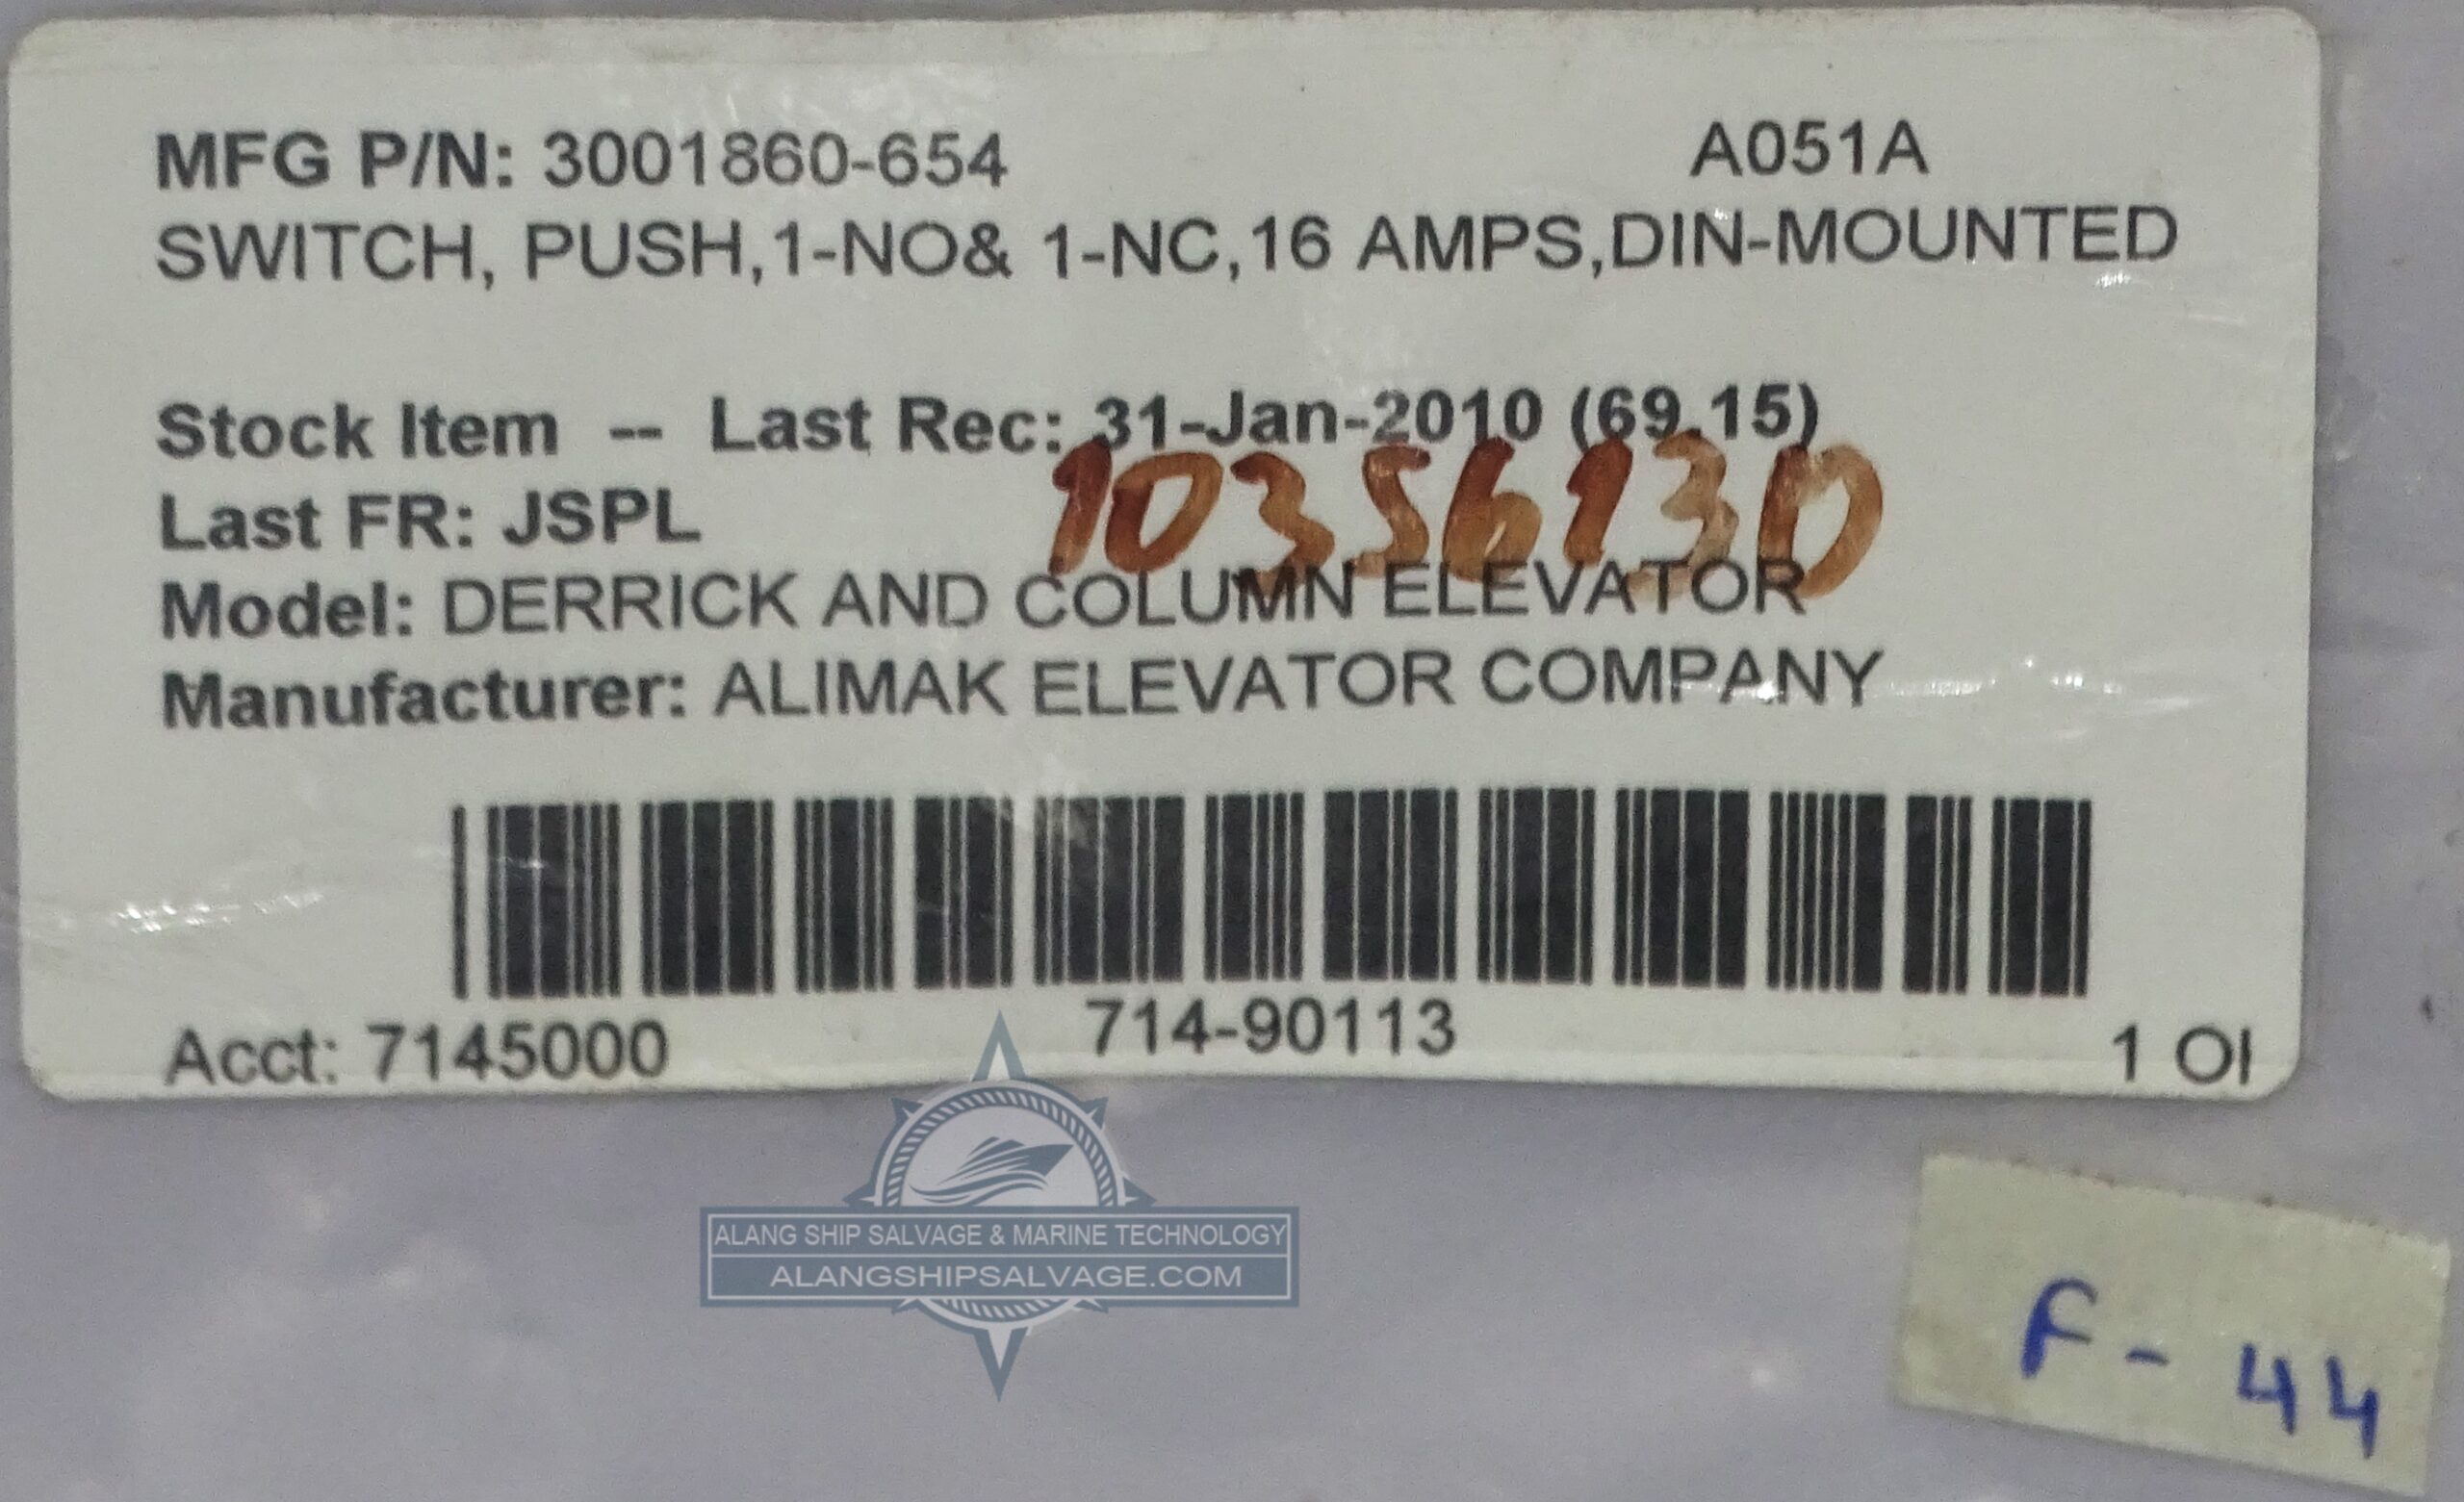 MFG P/N: 3001860-654 A051A
SWITCH, PUSH,1-NO& 1-NC,16 AMPS,DIN-MOUNTED
Stock Item -- Last Rec: 31-Jan-2010 (69.15)
10356130
Last FR: JSPL
Model: DERRICK AND COLUMN ELEVATOR
Manufacturer: ALIMAK ELEVATOR COMPANY
714-90113
Acct: 7145000 1 OI
ALANG SHIP SALVAGE & MARINE TECHNOLOGY
ALANGSHIPSALVAGE.COM
F-44